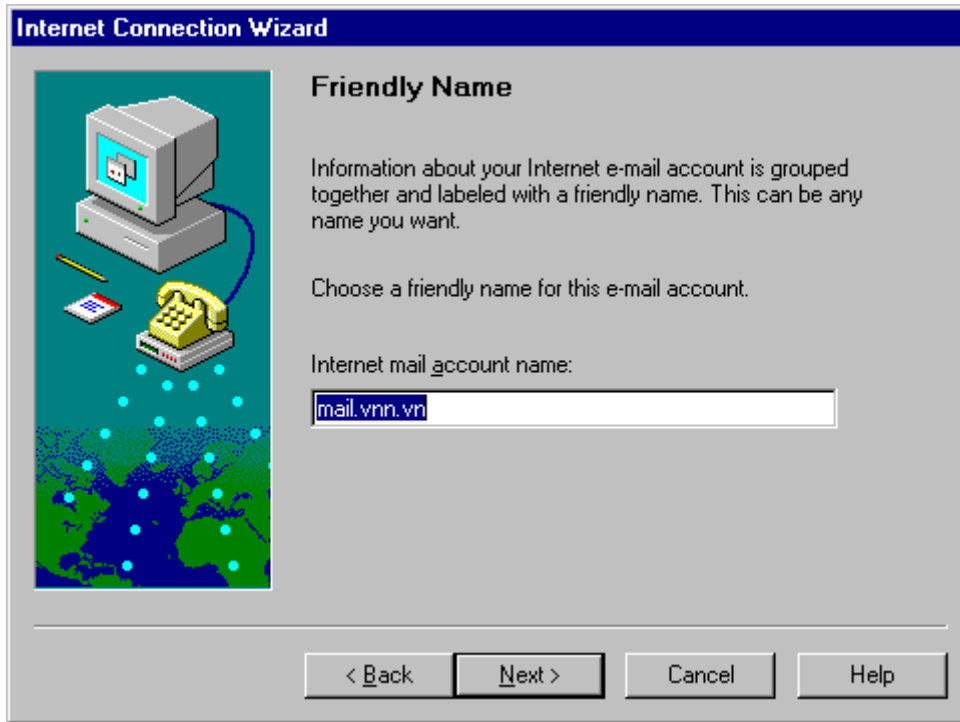 Internet Connection Wizard
Friendly Name
Information about your Internet e-mail account is grouped
together and labeled with a friendly name. This can be any
name you want.
Choose a friendly name for this e-mail account.
Internet mail account name:
mail.vnn.vn
< Back Next > Cancel Help